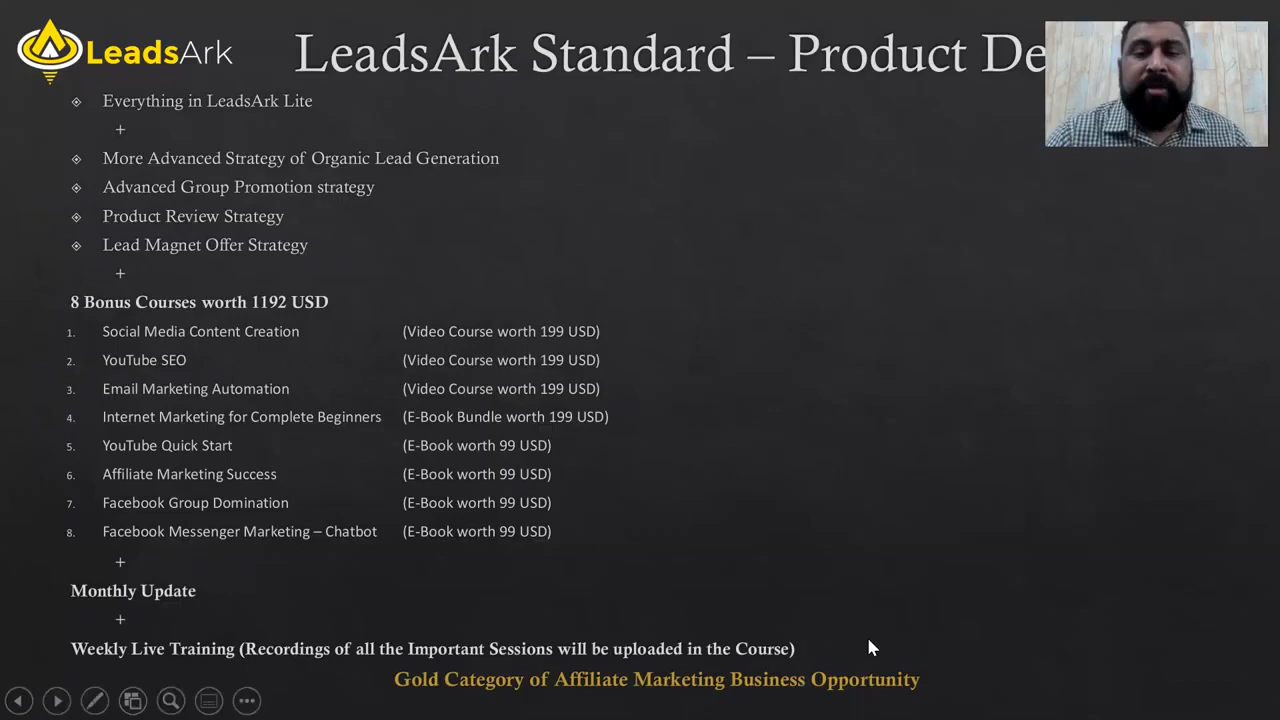 LeadsArk
LeadsArk Standard – Product De
Everything in LeadsArk Lite
+
More Advanced Strategy of Organic Lead Generation
Advanced Group Promotion strategy
Product Review Strategy
Lead Magnet Offer Strategy
+
8 Bonus Courses worth 1192 USD
1. Social Media Content Creation (Video Course worth 199 USD)
2. YouTube SEO (Video Course worth 199 USD)
3. Email Marketing Automation (Video Course worth 199 USD)
4. Internet Marketing for Complete Beginners (E-Book Bundle worth 199 USD)
5. YouTube Quick Start (E-Book worth 99 USD)
6. Affiliate Marketing Success (E-Book worth 99 USD)
7. Facebook Group Domination (E-Book worth 99 USD)
8. Facebook Messenger Marketing – Chatbot (E-Book worth 99 USD)
+
Monthly Update
+
Weekly Live Training (Recordings of all the Important Sessions will be uploaded in the Course)
Gold Category of Affiliate Marketing Business Opportunity